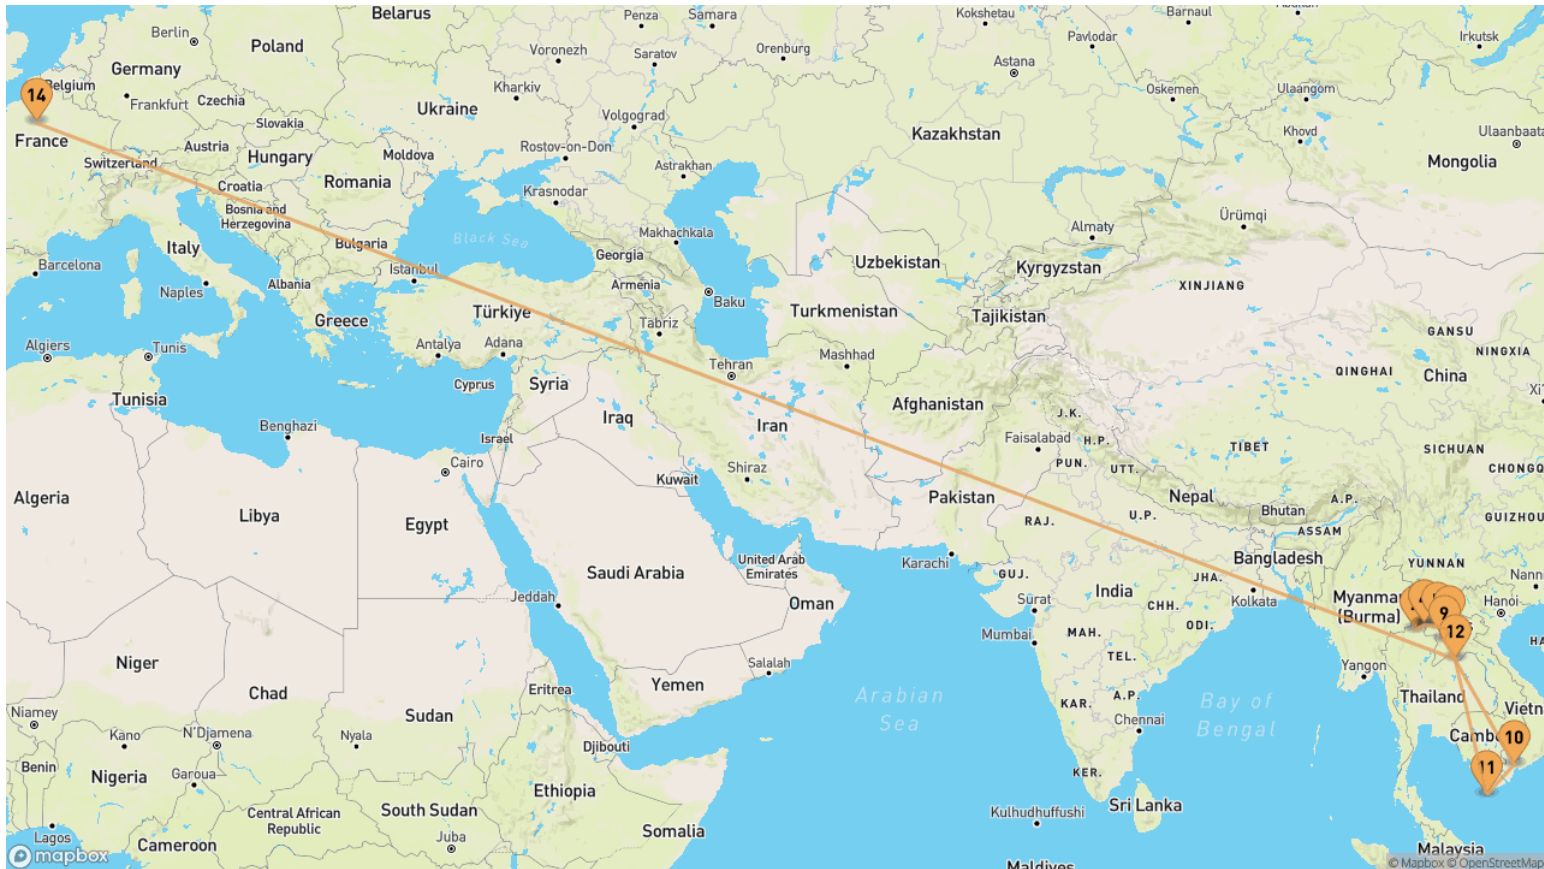 Belarus
Penza
Samara
Kokshetau
Barnaul
Berlin
Poland
Voronezh
Saratov
Orenburg
Pavlodar
Irkutsk
Germany
Astana
Belgium
14
Frankfurt
Czechia
Ukraine
Kharkiv
Oskemen
Ulaangom
Slovakia
Volgograd
Kazakhstan
Khovd
Ulaanbaata
France
Austria
Hungary
Moldova
Rostov-on-Don
Mongolia
Switzerland
Romania
Astrakhan
Croatia
Krasnodar
Bosnia and
Herzegovina
Bulgaria
Black Sea
Makhachkala
Almaty
Ürümqi
Italy
Georgia
Uzbekistan
Kyrgyzstan
Barcelona
Istanbul
Albania
Armenia
XINJIANG
Naples
Baku
Türkiye
Turkmenistan
Tajikistan
Greece
Tabriz
GANSU
Algiers
Tunis
Antalya
Adana
Tehran
Mashhad
NINGXIA
QINGHAI
China
Cyprus
Syria
Xi'
Tunisia
Afghanistan
J.K.
Iraq
Iran
Benghazi
Israel
Faisalabad
H.P.
TIBET
SICHUAN
Cairo
Shiraz
PUN.
UTT.
CHONGQ
Kuwait
Algeria
Pakistan
Nepal
A.P.
Libya
Egypt
RAJ.
U.P.
Bhutan
GUIZHOU
ASSAM
United Arab
Emirates
Karachi
Bangladesh
YUNNAN
Saudi Arabia
GUJ.
India
JHA.
Nann
Jeddah
Oman
Surat
CHH.
Kolkata
Myanmar
(Burma)
9
Hanoi
Mumbai
MAH.
ODI.
12
HA
Niger
TEL.
Salalah
Yangon
Chad
Eritrea
Yemen
Arabian
Sea
KAR.
A.P.
Bay of
Bengal
Thailand
Niamey
Sudan
Vietn
Kano
N'Djamena
Nyala
Djibouti
Chennai
Cambo
10
Benin
Nigeria
Garoua
KER.
11
Ethiopia
Central African
Republic
South Sudan
Kulhudhuffushi
Sri Lanka
Lagos
Cameroon
Juba
Somalia
Malaysia
Maldives
mapbox
© Mapbox © OpenStreetMap